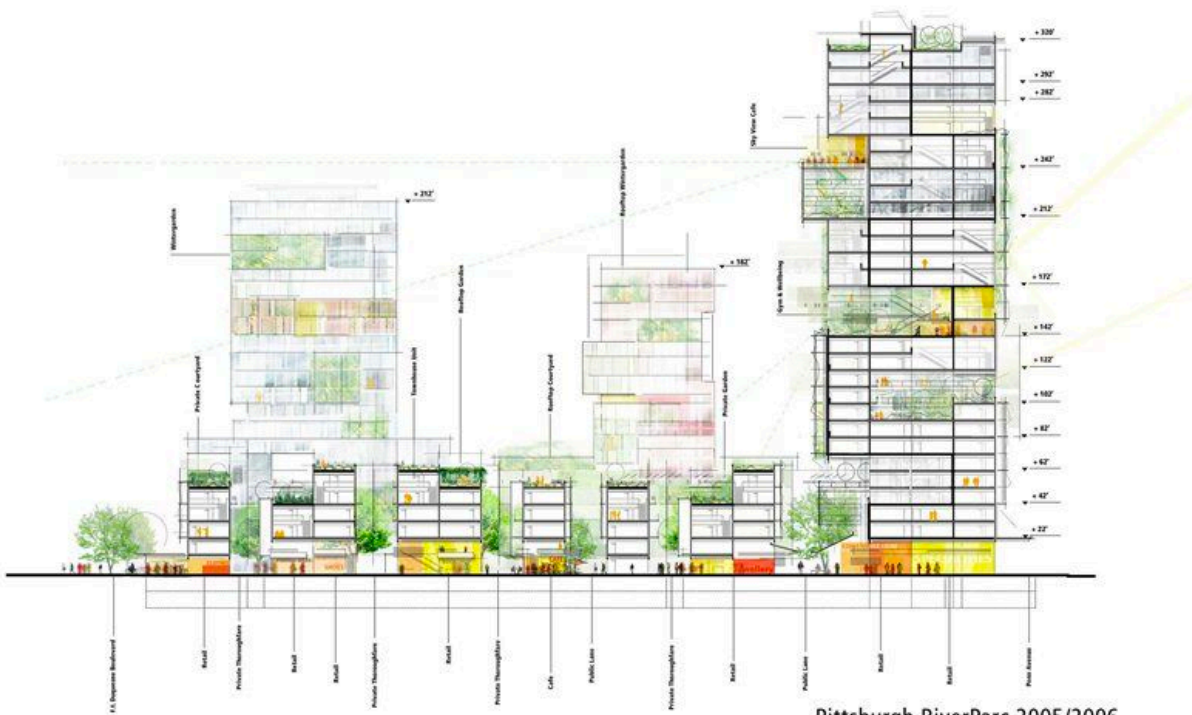 + 320'
+ 292'
+ 282'
Sky View Cafe
+ 242'
+ 212'
+ 212'
Wintergarden
Rooftop Wintergarden
Rooftop Garden
+ 182'
Gym & Wellbeing
+ 172'
+ 142'
+ 122'
+ 102'
+ 82'
+ 62'
+ 42'
+ 22'
Private Courtyard
Townhouse Unit
Rooftop Courtyard
Private Garden
F.t. Duquesne Boulevard
Retail
Private Thoroughfare
Retail
Retail
Private Thoroughfare
Retail
Private Thoroughfare
Cafe
Public Lane
Private Thoroughfare
Retail
Public Lane
Retail
Retail
Penn Avenue
Pittsburgh RiverParc 2005/2006